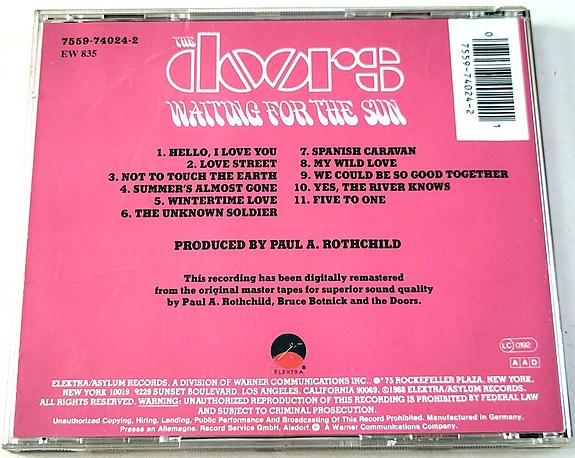 7559-74024-2
EW 835
THE
doors
WAITING FOR THE SUN
0 7559-74024-2 1
1. HELLO, I LOVE YOU
2. LOVE STREET
3. NOT TO TOUCH THE EARTH
4. SUMMER'S ALMOST GONE
5. WINTERTIME LOVE
6. THE UNKNOWN SOLDIER
7. SPANISH CARAVAN
8. MY WILD LOVE
9. WE COULD BE SO GOOD TOGETHER
10. YES, THE RIVER KNOWS
11. FIVE TO ONE
PRODUCED BY PAUL A. ROTHCHILD
This recording has been digitally remastered
from the original master tapes for superior sound quality
by Paul A. Rothchild, Bruce Botnick and the Doors.
ELEKTRA®
LC 0192
AAD
ELEKTRA/ASYLUM RECORDS. A DIVISION OF WARNER COMMUNICATIONS INC., ℗ 75 ROCKEFELLER PLAZA, NEW YORK,
NEW YORK 10019. 9229 SUNSET BOULEVARD, LOS ANGELES, CALIFORNIA 90069. ©1968 ELEKTRA/ASYLUM RECORDS.
ALL RIGHTS RESERVED. WARNING: UNAUTHORIZED REPRODUCTION OF THIS RECORDING IS PROHIBITED BY FEDERAL LAW
AND SUBJECT TO CRIMINAL PROSECUTION.
Unauthorized Copying, Hiring, Lending, Public Performance And Broadcasting Of This Record Prohibited. Manufactured in Germany.
Pressé en Allemagne. Record Service GmbH, Alsdorf. A Warner Communications Company.